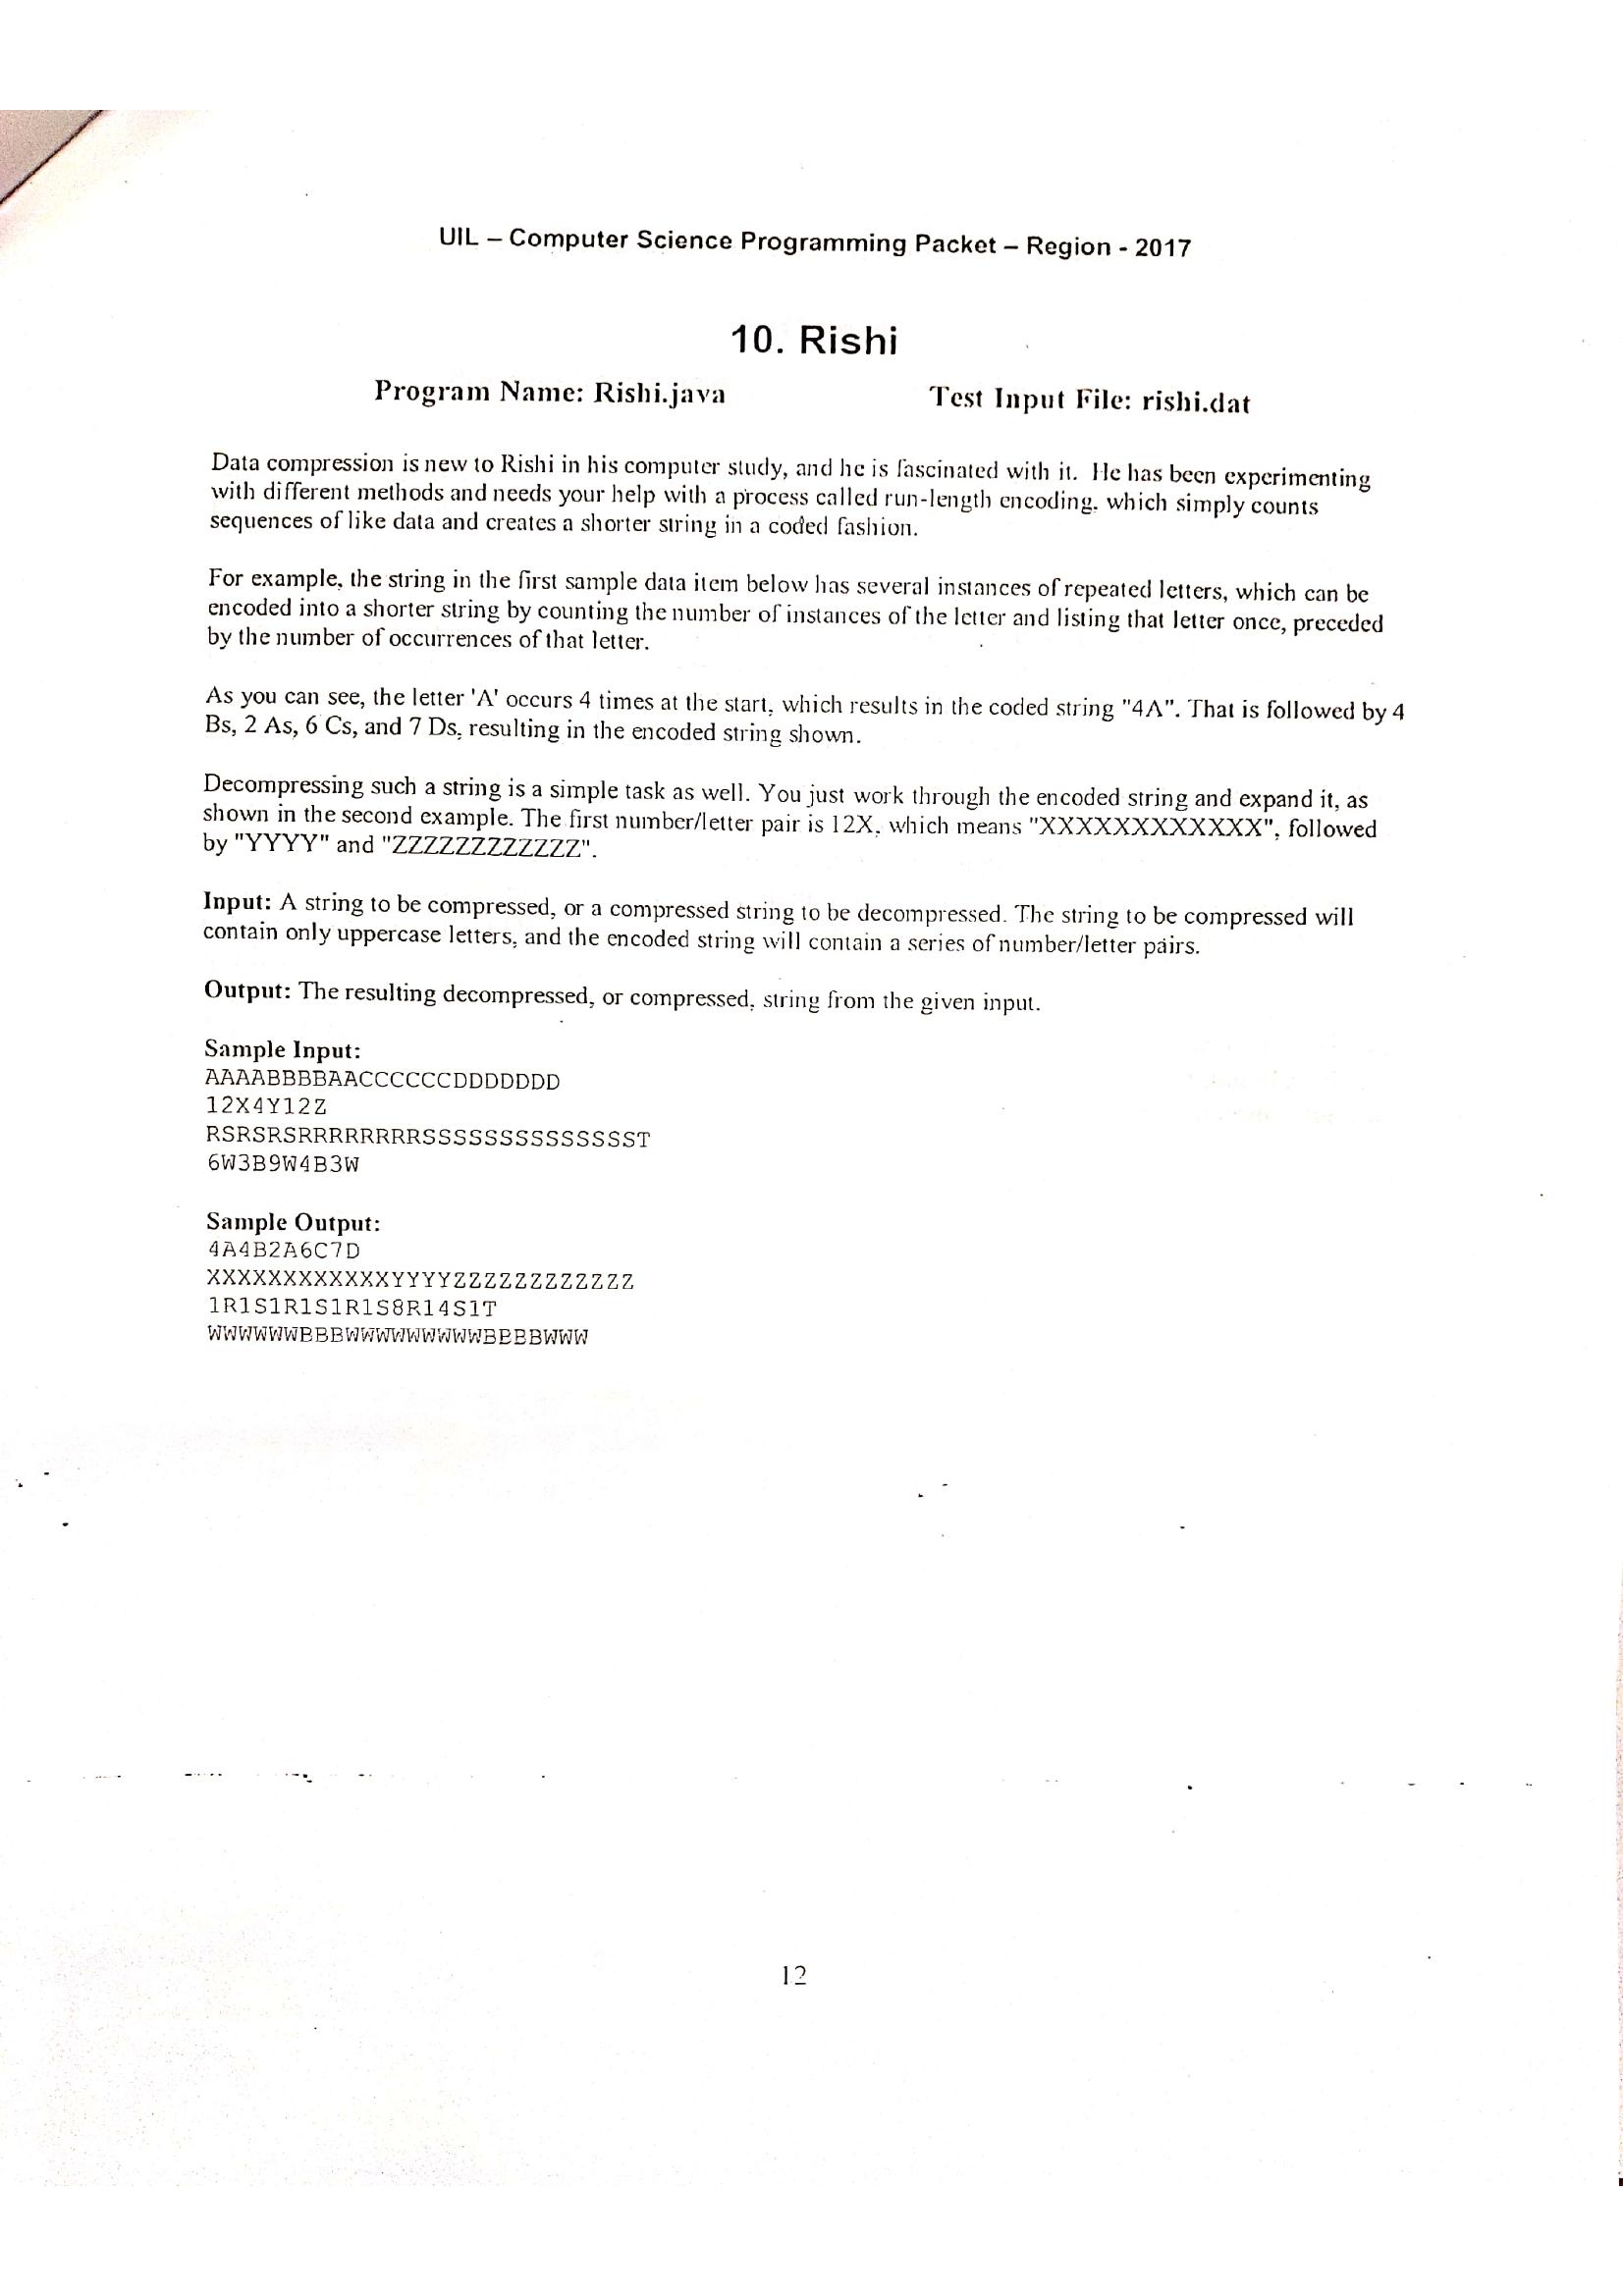 UIL – Computer Science Programming Packet – Region - 2017
10. Rishi
Program Name: Rishi.java Test Input File: rishi.dat
Data compression is new to Rishi in his computer study, and he is fascinated with it. He has been experimenting
with different methods and needs your help with a process called run-length encoding, which simply counts
sequences of like data and creates a shorter string in a coded fashion.
For example, the string in the first sample data item below has several instances of repeated letters, which can be
encoded into a shorter string by counting the number of instances of the letter and listing that letter once, preceded
by the number of occurrences of that letter.
As you can see, the letter 'A' occurs 4 times at the start, which results in the coded string "4A". That is followed by 4
Bs, 2 As, 6 Cs, and 7 Ds, resulting in the encoded string shown.
Decompressing such a string is a simple task as well. You just work through the encoded string and expand it, as
shown in the second example. The first number/letter pair is 12X, which means "XXXXXXXXXXXX", followed
by "YYYY" and "ZZZZZZZZZZZZ".
Input: A string to be compressed, or a compressed string to be decompressed. The string to be compressed will
contain only uppercase letters, and the encoded string will contain a series of number/letter pairs.
Output: The resulting decompressed, or compressed, string from the given input.
Sample Input:
AAAABBBBAACCCCCCDDDDDDD
12X4Y12Z
RSRSRSRRRRRRRRSSSSSSSSSSSSSST
6W3B9W4B3W
Sample Output:
4A4B2A6C7D
XXXXXXXXXXXXYYYYZZZZZZZZZZZZ
1R1S1R1S1R1S8R14S1T
WWWWWWBBBWWWWWWWWWBBBBWWW
12